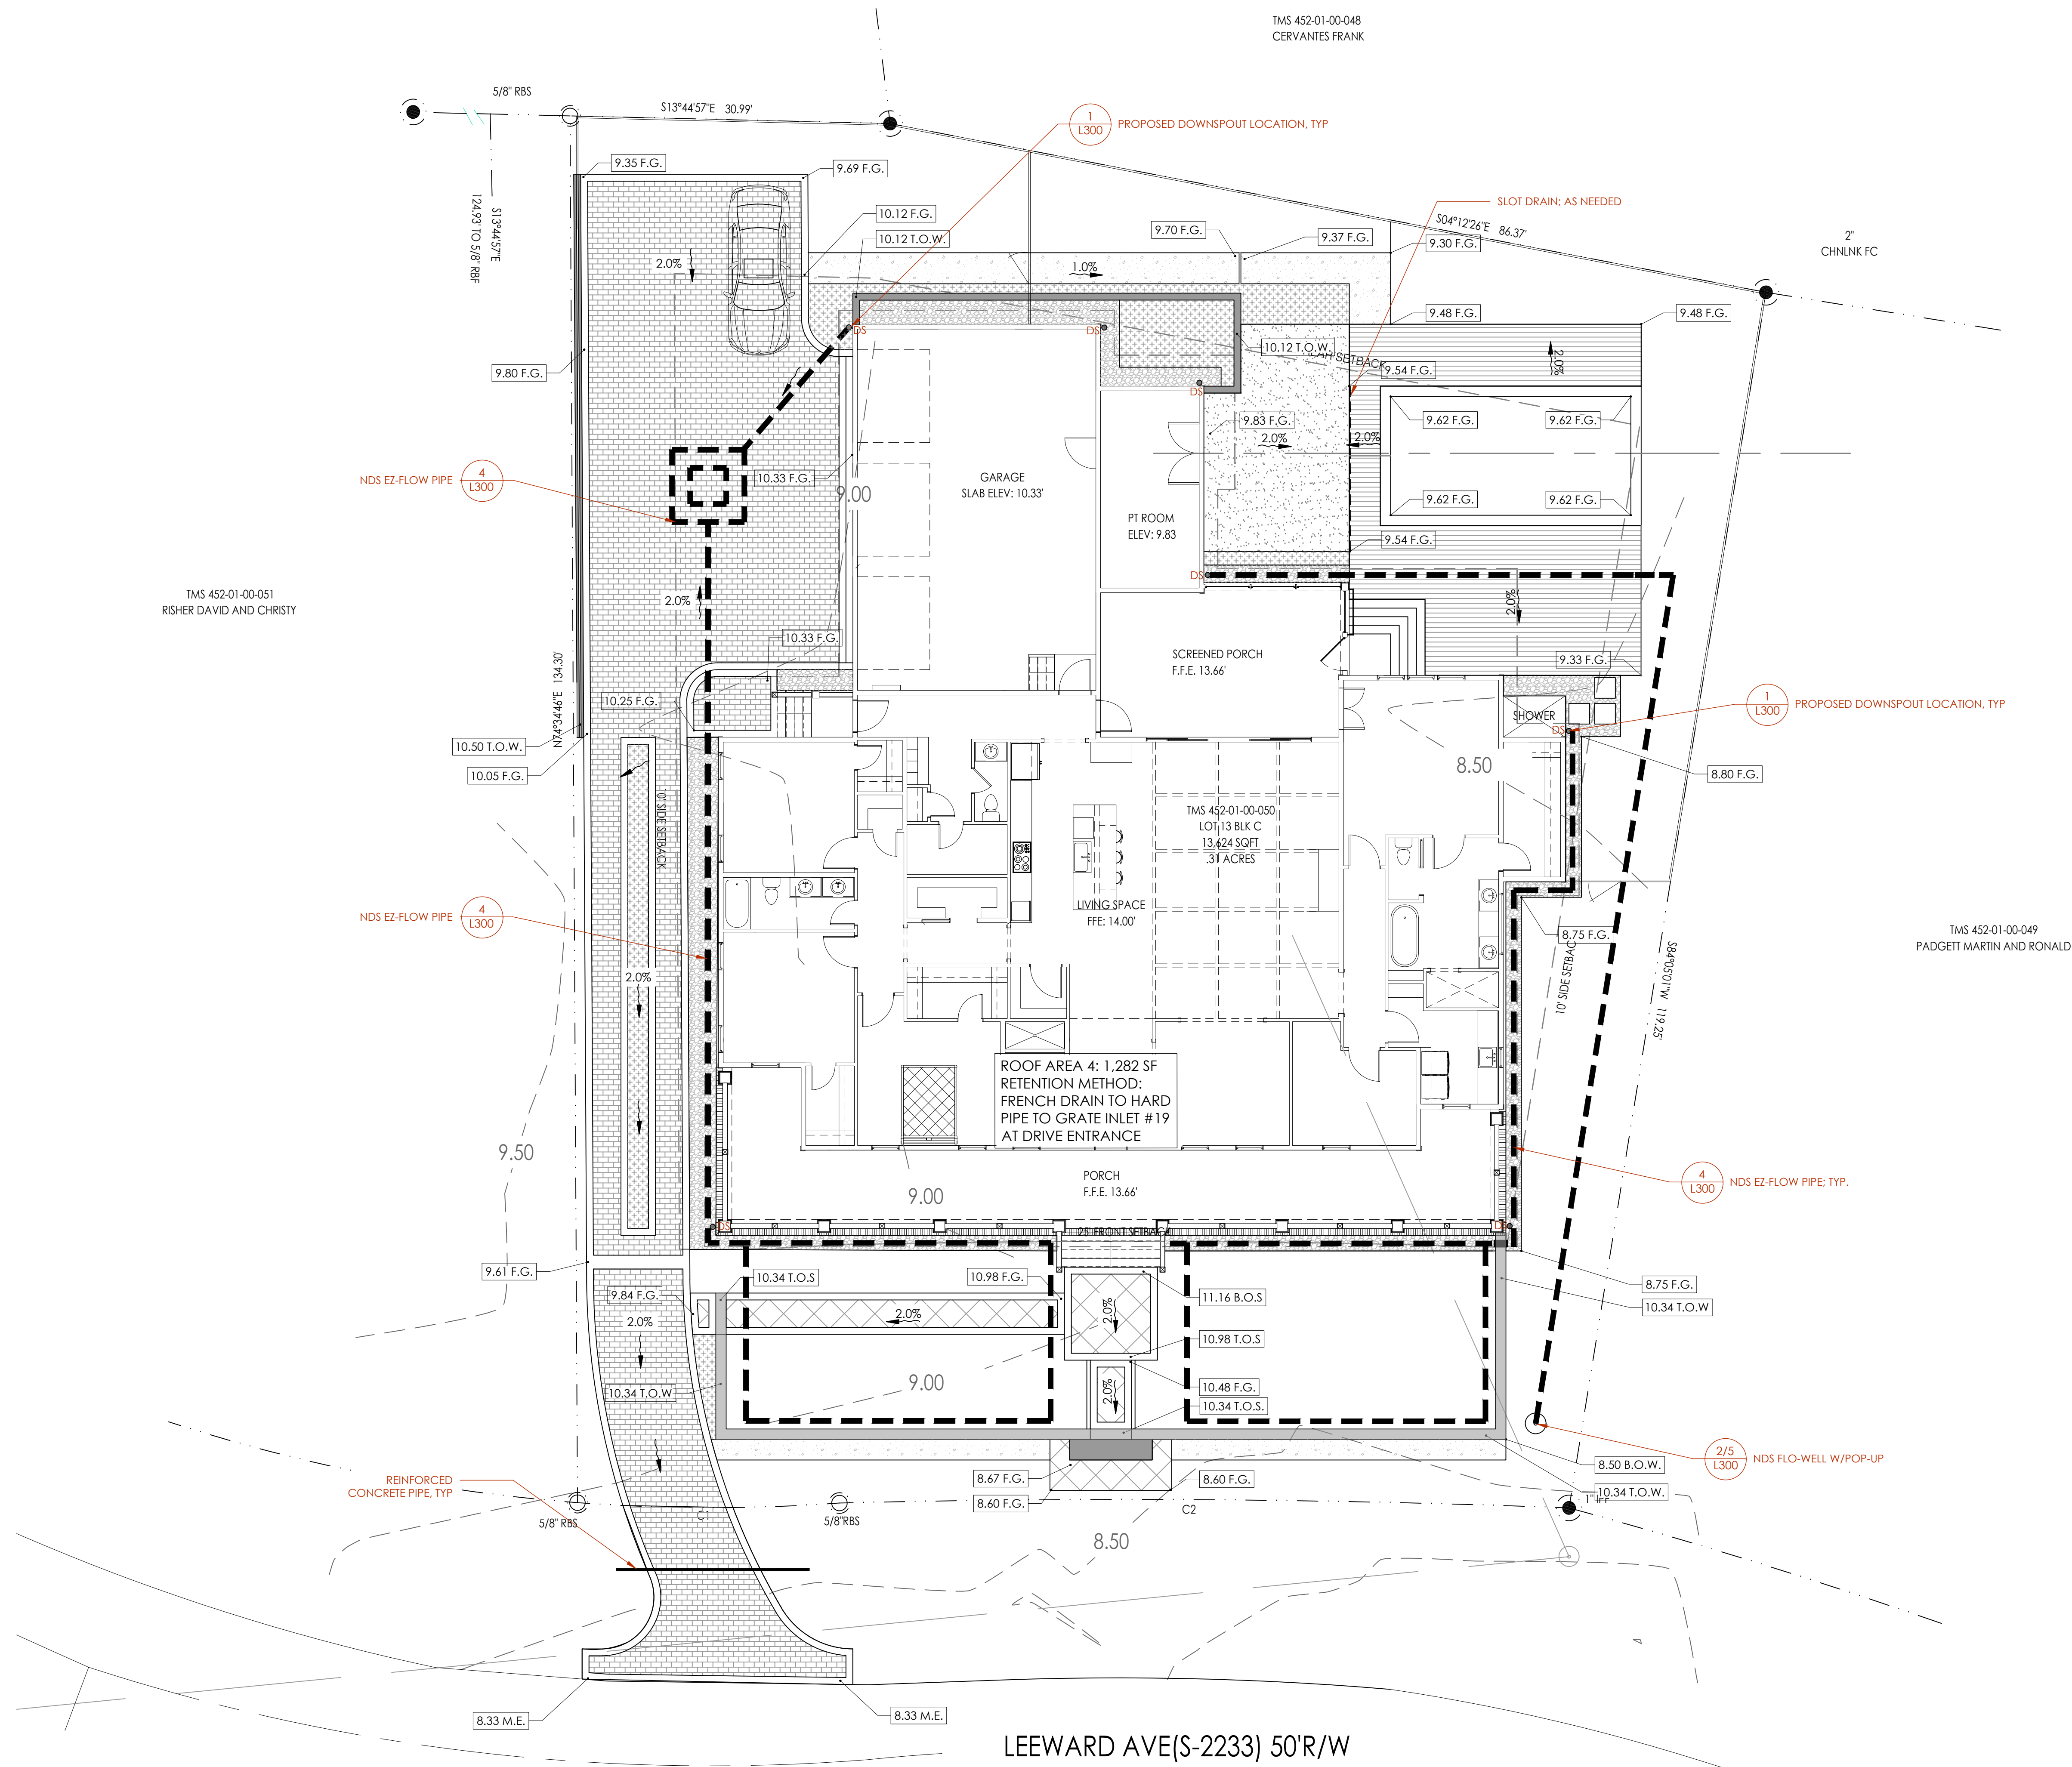 TMS 452-01-00-048
CERVANTES FRANK
5/8" RBS
S13°44'57"E 30.99'
1
L300
PROPOSED DOWNSPOUT LOCATION, TYP
9.35 F.G.
9.69 F.G.
S13°44'57"E
124.93' TO 5/8" RBF
10.12 F.G.
10.12 T.O.W.
SLOT DRAIN; AS NEEDED
S04°12'26"E 86.37'
9.70 F.G.
9.37 F.G.
9.30 F.G.
2"
CHNLNK FC
2.0%
1.0%
9.48 F.G.
9.48 F.G.
DS
DS
10.12 T.O.W.
SETBACK
9.80 F.G.
9.54 F.G.
2.0%
DS
9.83 F.G.
2.0%
2.0%
9.62 F.G.
9.62 F.G.
NDS EZ-FLOW PIPE
4
L300
10.33 F.G.
9.00
GARAGE
SLAB ELEV: 10.33'
9.62 F.G.
9.62 F.G.
PT ROOM
ELEV: 9.83
9.54 F.G.
DS
TMS 452-01-00-051
RISHER DAVID AND CHRISTY
2.0%
2.0%
10.33 F.G.
SCREENED PORCH
F.F.E. 13.66'
9.33 F.G.
N74°34'46"E 134.30'
10.25 F.G.
SHOWER
DS
1
L300
PROPOSED DOWNSPOUT LOCATION, TYP
10.50 T.O.W.
10.05 F.G.
8.50
8.80 F.G.
10' SIDE SETBACK
TMS 452-01-00-050
LOT 13 BLK C
13,624 SQFT
.31 ACRES
NDS EZ-FLOW PIPE
4
L300
LIVING SPACE
FFE: 14.00'
8.75 F.G.
TMS 452-01-00-049
PADGETT MARTIN AND RONALD
10' SIDE SETBAC
S84°05'01"W 119.25'
2.0%
ROOF AREA 4: 1,282 SF
RETENTION METHOD:
FRENCH DRAIN TO HARD
PIPE TO GRATE INLET #19
AT DRIVE ENTRANCE
9.50
PORCH
F.F.E. 13.66'
9.00
4
L300
NDS EZ-FLOW PIPE; TYP.
DS
DS
25' FRONT SETBACK
9.61 F.G.
10.34 T.O.S
10.98 F.G.
8.75 F.G.
9.84 F.G.
11.16 B.O.S
10.34 T.O.W
2.0%
2.0%
2.0%
10.98 T.O.S
9.00
10.34 T.O.W
2.0%
10.48 F.G.
10.34 T.O.S.
2/5
L300
NDS FLO-WELL W/POP-UP
REINFORCED
CONCRETE PIPE, TYP
8.67 F.G.
8.60 F.G.
8.60 F.G.
8.50 B.O.W.
10.34 T.O.W.
5/8" RBS
C1
5/8"RBS
C2
8.50
8.33 M.E.
8.33 M.E.
LEEWARD AVE(S-2233) 50'R/W